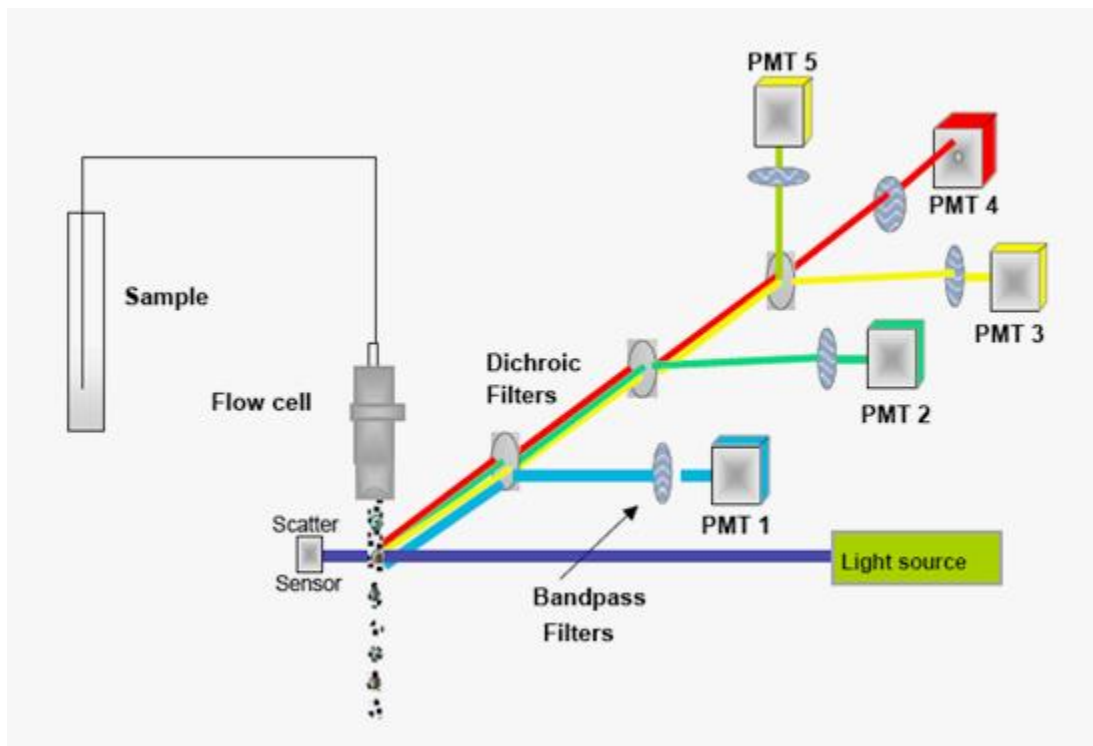 PMT 5
PMT 4
Sample
PMT 3
Dichroic
Filters
Flow cell
PMT 2
Scatter
PMT 1
Light source
Sensor
Bandpass
Filters